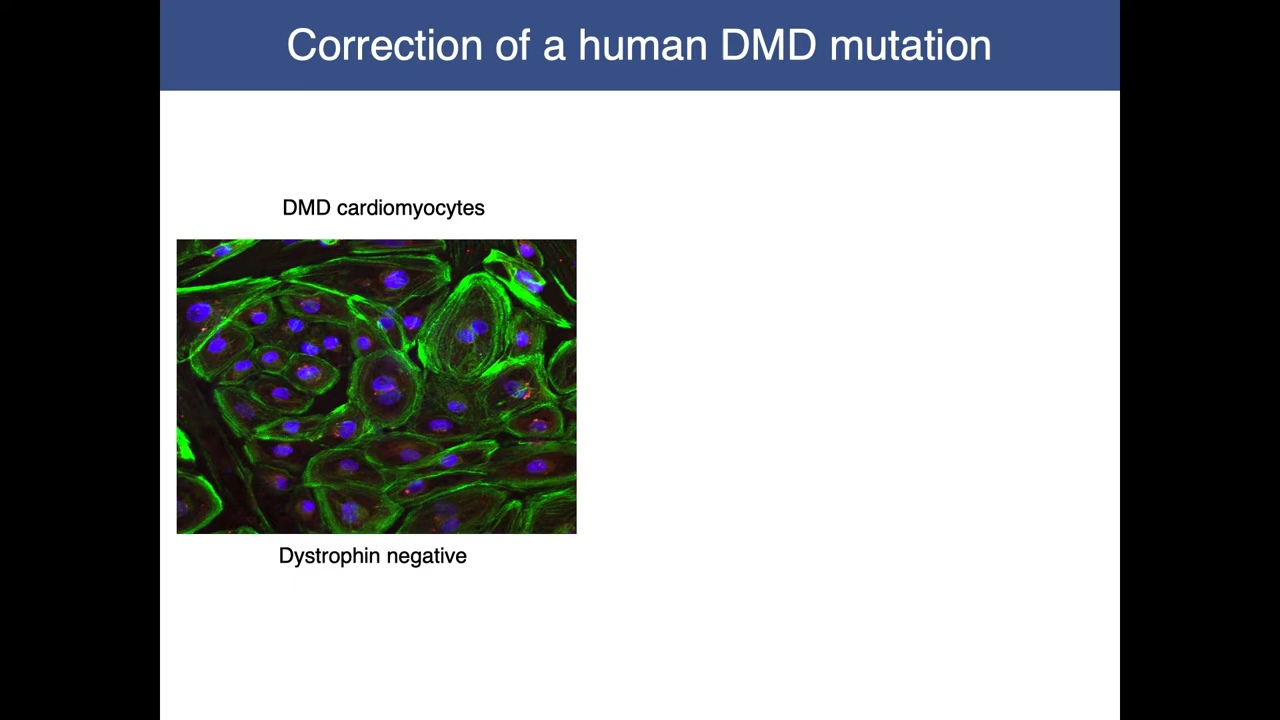 Correction of a human DMD mutation
DMD cardiomyocytes
Dystrophin negative